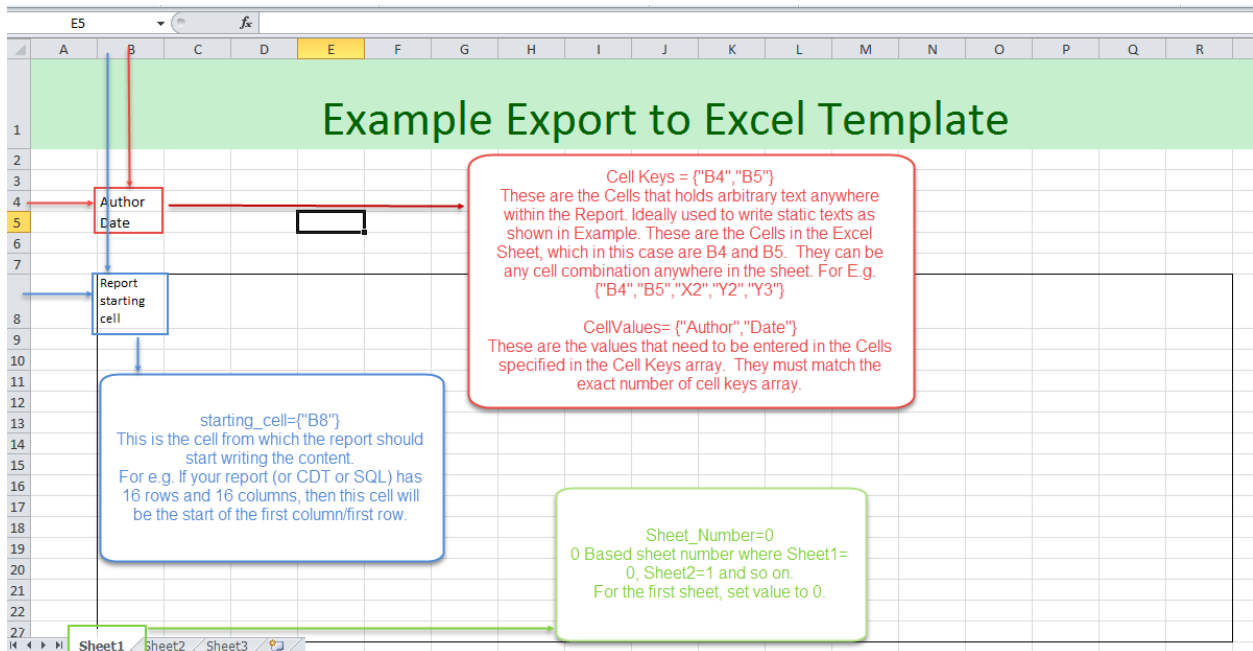 E5 fx
A B C D E F G H I J K L M N O P Q R
1 Example Export to Excel Template
2
3
4 Author
5 Date
6
7
Cell Keys = {"B4","B5"}
These are the Cells that holds arbitrary text anywhere
within the Report. Ideally used to write static texts as
shown in Example. These are the Cells in the Excel
Sheet, which in this case are B4 and B5. They can be
any cell combination anywhere in the sheet. For E.g.
{"B4","B5","X2","Y2","Y3"}
CellValues= {"Author","Date"}
These are the values that need to be entered in the Cells
specified in the Cell Keys array. They must match the
exact number of cell keys array.
Report
starting
8 cell
9
10
11
12
13
14
15
16
17
18
19
20
21
22
27
starting_cell={"B8"}
This is the cell from which the report should
start writing the content.
For e.g. If your report (or CDT or SQL) has
16 rows and 16 columns, then this cell will
be the start of the first column/first row.
Sheet_Number=0
0 Based sheet number where Sheet1=
0, Sheet2=1 and so on.
For the first sheet, set value to 0.
Sheet1 Sheet2 Sheet3